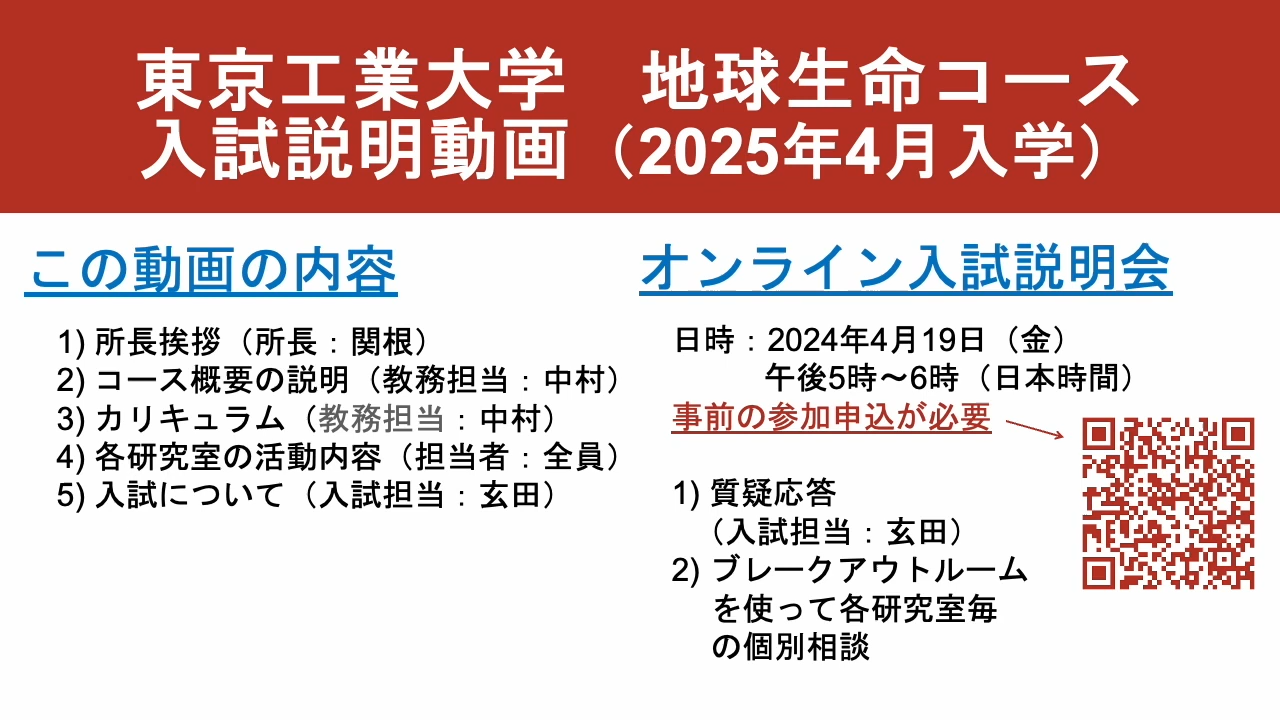 東京工業大学　地球生命コース
入試説明動画（2025年4月入学）
この動画の内容
1) 所長挨拶（所長：関根）
2) コース概要の説明（教務担当：中村）
3) カリキュラム（教務担当：中村）
4) 各研究室の活動内容（担当者：全員）
5) 入試について（入試担当：玄田）
オンライン入試説明会
日時：2024年4月19日（金）
午後5時～6時（日本時間）
事前の参加申込が必要
1) 質疑応答
（入試担当：玄田）
2) ブレークアウトルーム
を使って各研究室毎
の個別相談